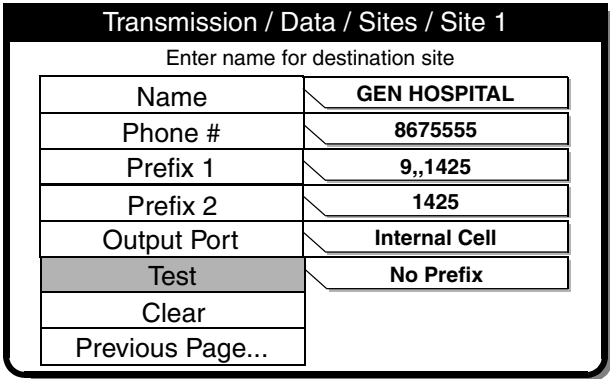 Transmission / Data / Sites / Site 1
Enter name for destination site
Name GEN HOSPITAL
Phone # 8675555
Prefix 1 9,,1425
Prefix 2 1425
Output Port Internal Cell
Test No Prefix
Clear
Previous Page...